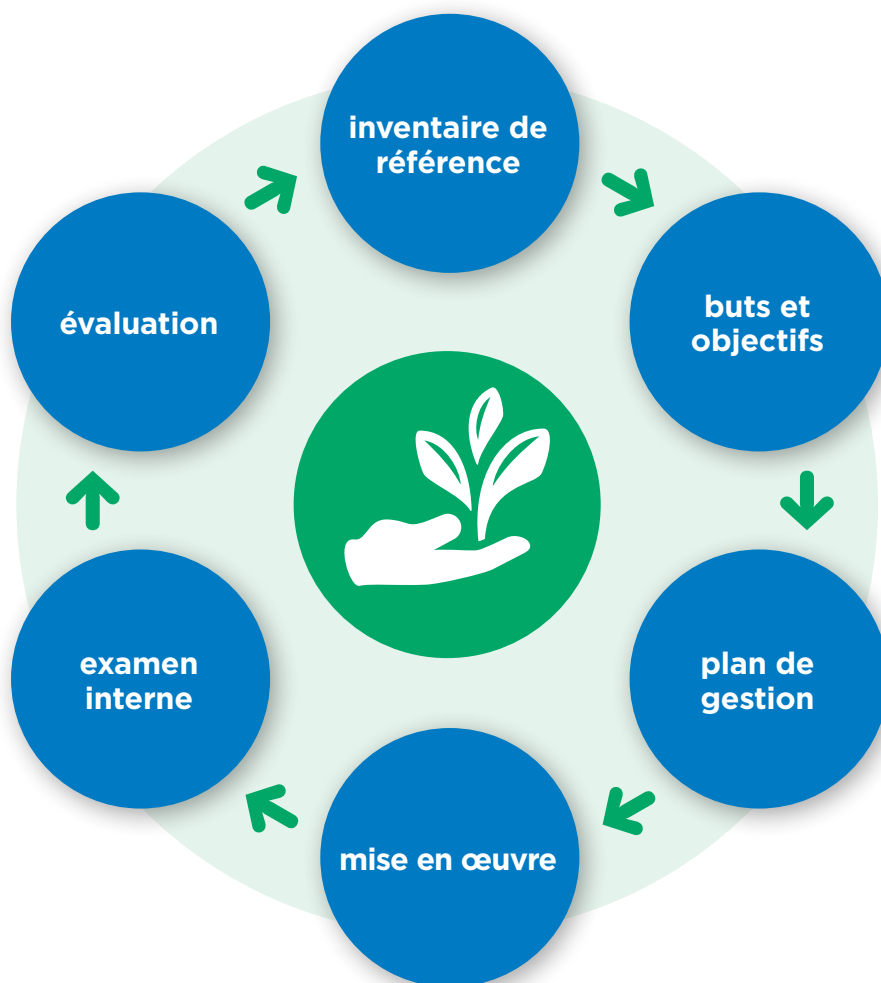 inventaire de
référence
buts et
objectifs
plan de
gestion
mise en œuvre
examen
interne
évaluation